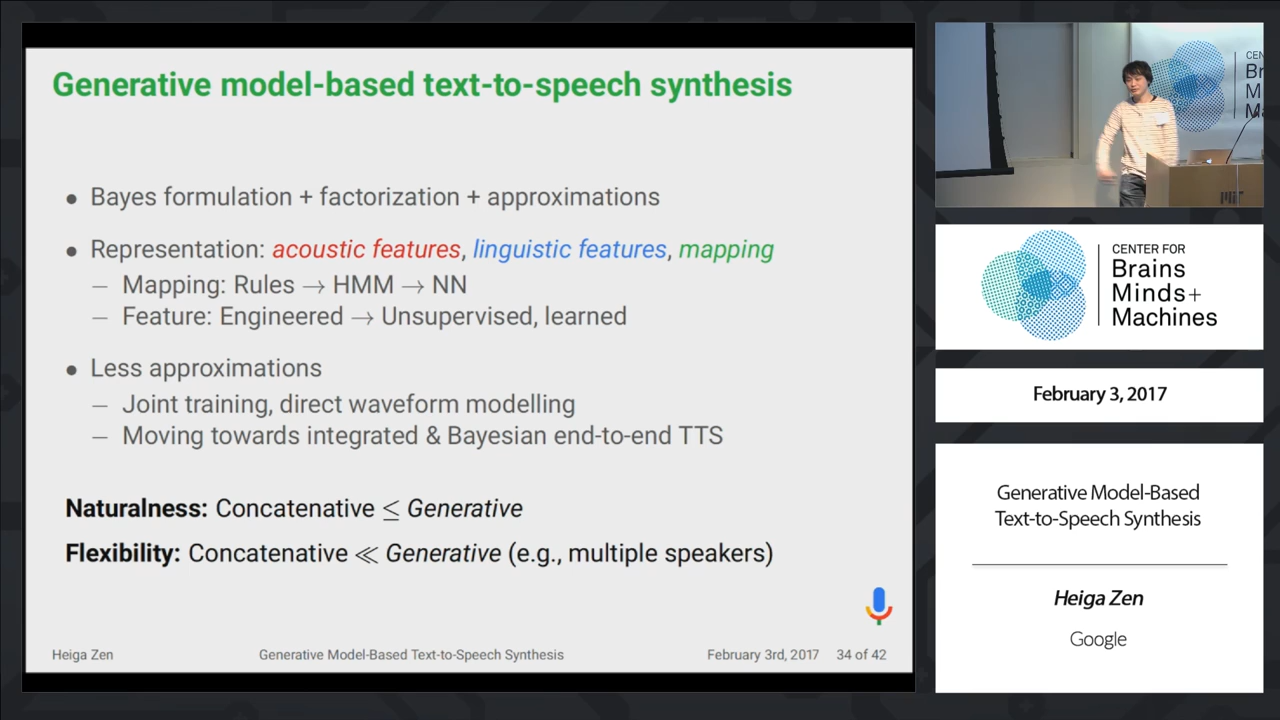 Generative model-based text-to-speech synthesis
• Bayes formulation + factorization + approximations
• Representation: acoustic features, linguistic features, mapping
– Mapping: Rules → HMM → NN
– Feature: Engineered → Unsupervised, learned
• Less approximations
– Joint training, direct waveform modelling
– Moving towards integrated & Bayesian end-to-end TTS
Naturalness: Concatenative ≤ Generative
Flexibility: Concatenative ≪ Generative (e.g., multiple speakers)
Heiga Zen Generative Model-Based Text-to-Speech Synthesis February 3rd, 2017 34 of 42
CEN
Br
M
Ma
MIT
CENTER FOR
Brains
Minds+
Machines
February 3, 2017
Generative Model-Based
Text-to-Speech Synthesis
Heiga Zen
Google